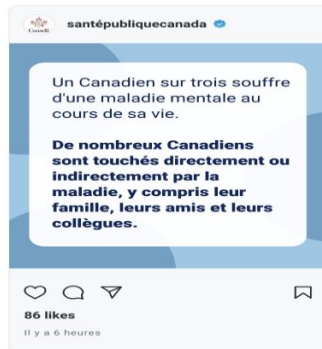 Canada
santépubliquecanada
Un Canadien sur trois souffre
d'une maladie mentale au
cours de sa vie.
De nombreux Canadiens
sont touchés directement ou
indirectement par la
maladie, y compris leur
famille, leurs amis et leurs
collègues.
86 likes
Il y a 6 heures